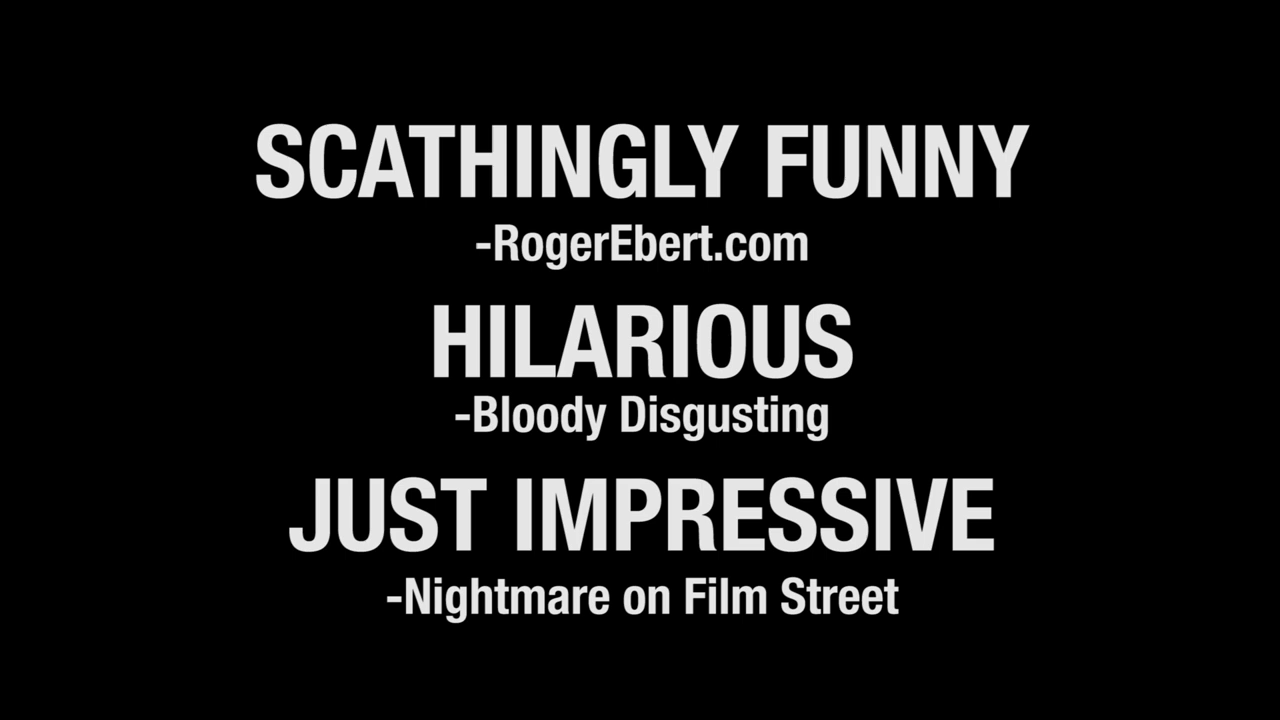 SCATHINGLY FUNNY
-RogerEbert.com
HILARIOUS
-Bloody Disgusting
JUST IMPRESSIVE
-Nightmare on Film Street